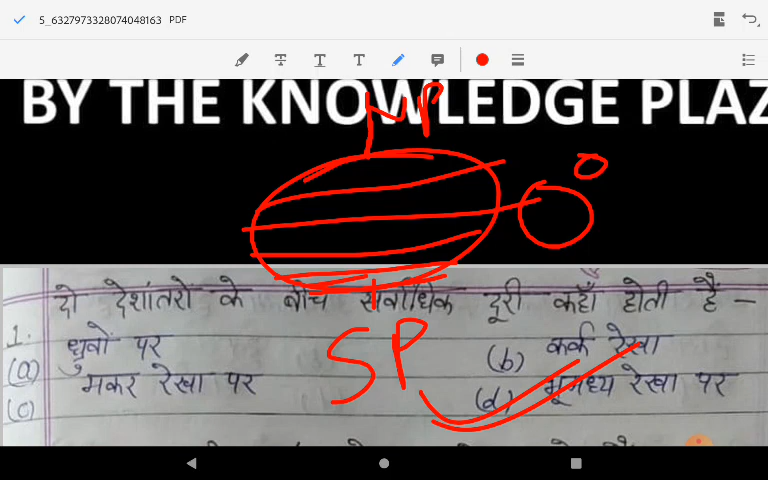 5_6327973328074048163 PDF
BY THE KNOWLEDGE PLAZ
NP
0
1. दो देशांतरों के बीच सर्वाधिक दूरी कहाँ होती है –
(a) ध्रुवों पर (b) कर्क रेखा
(c) मकर रेखा पर (d) भूमध्य रेखा पर
SP